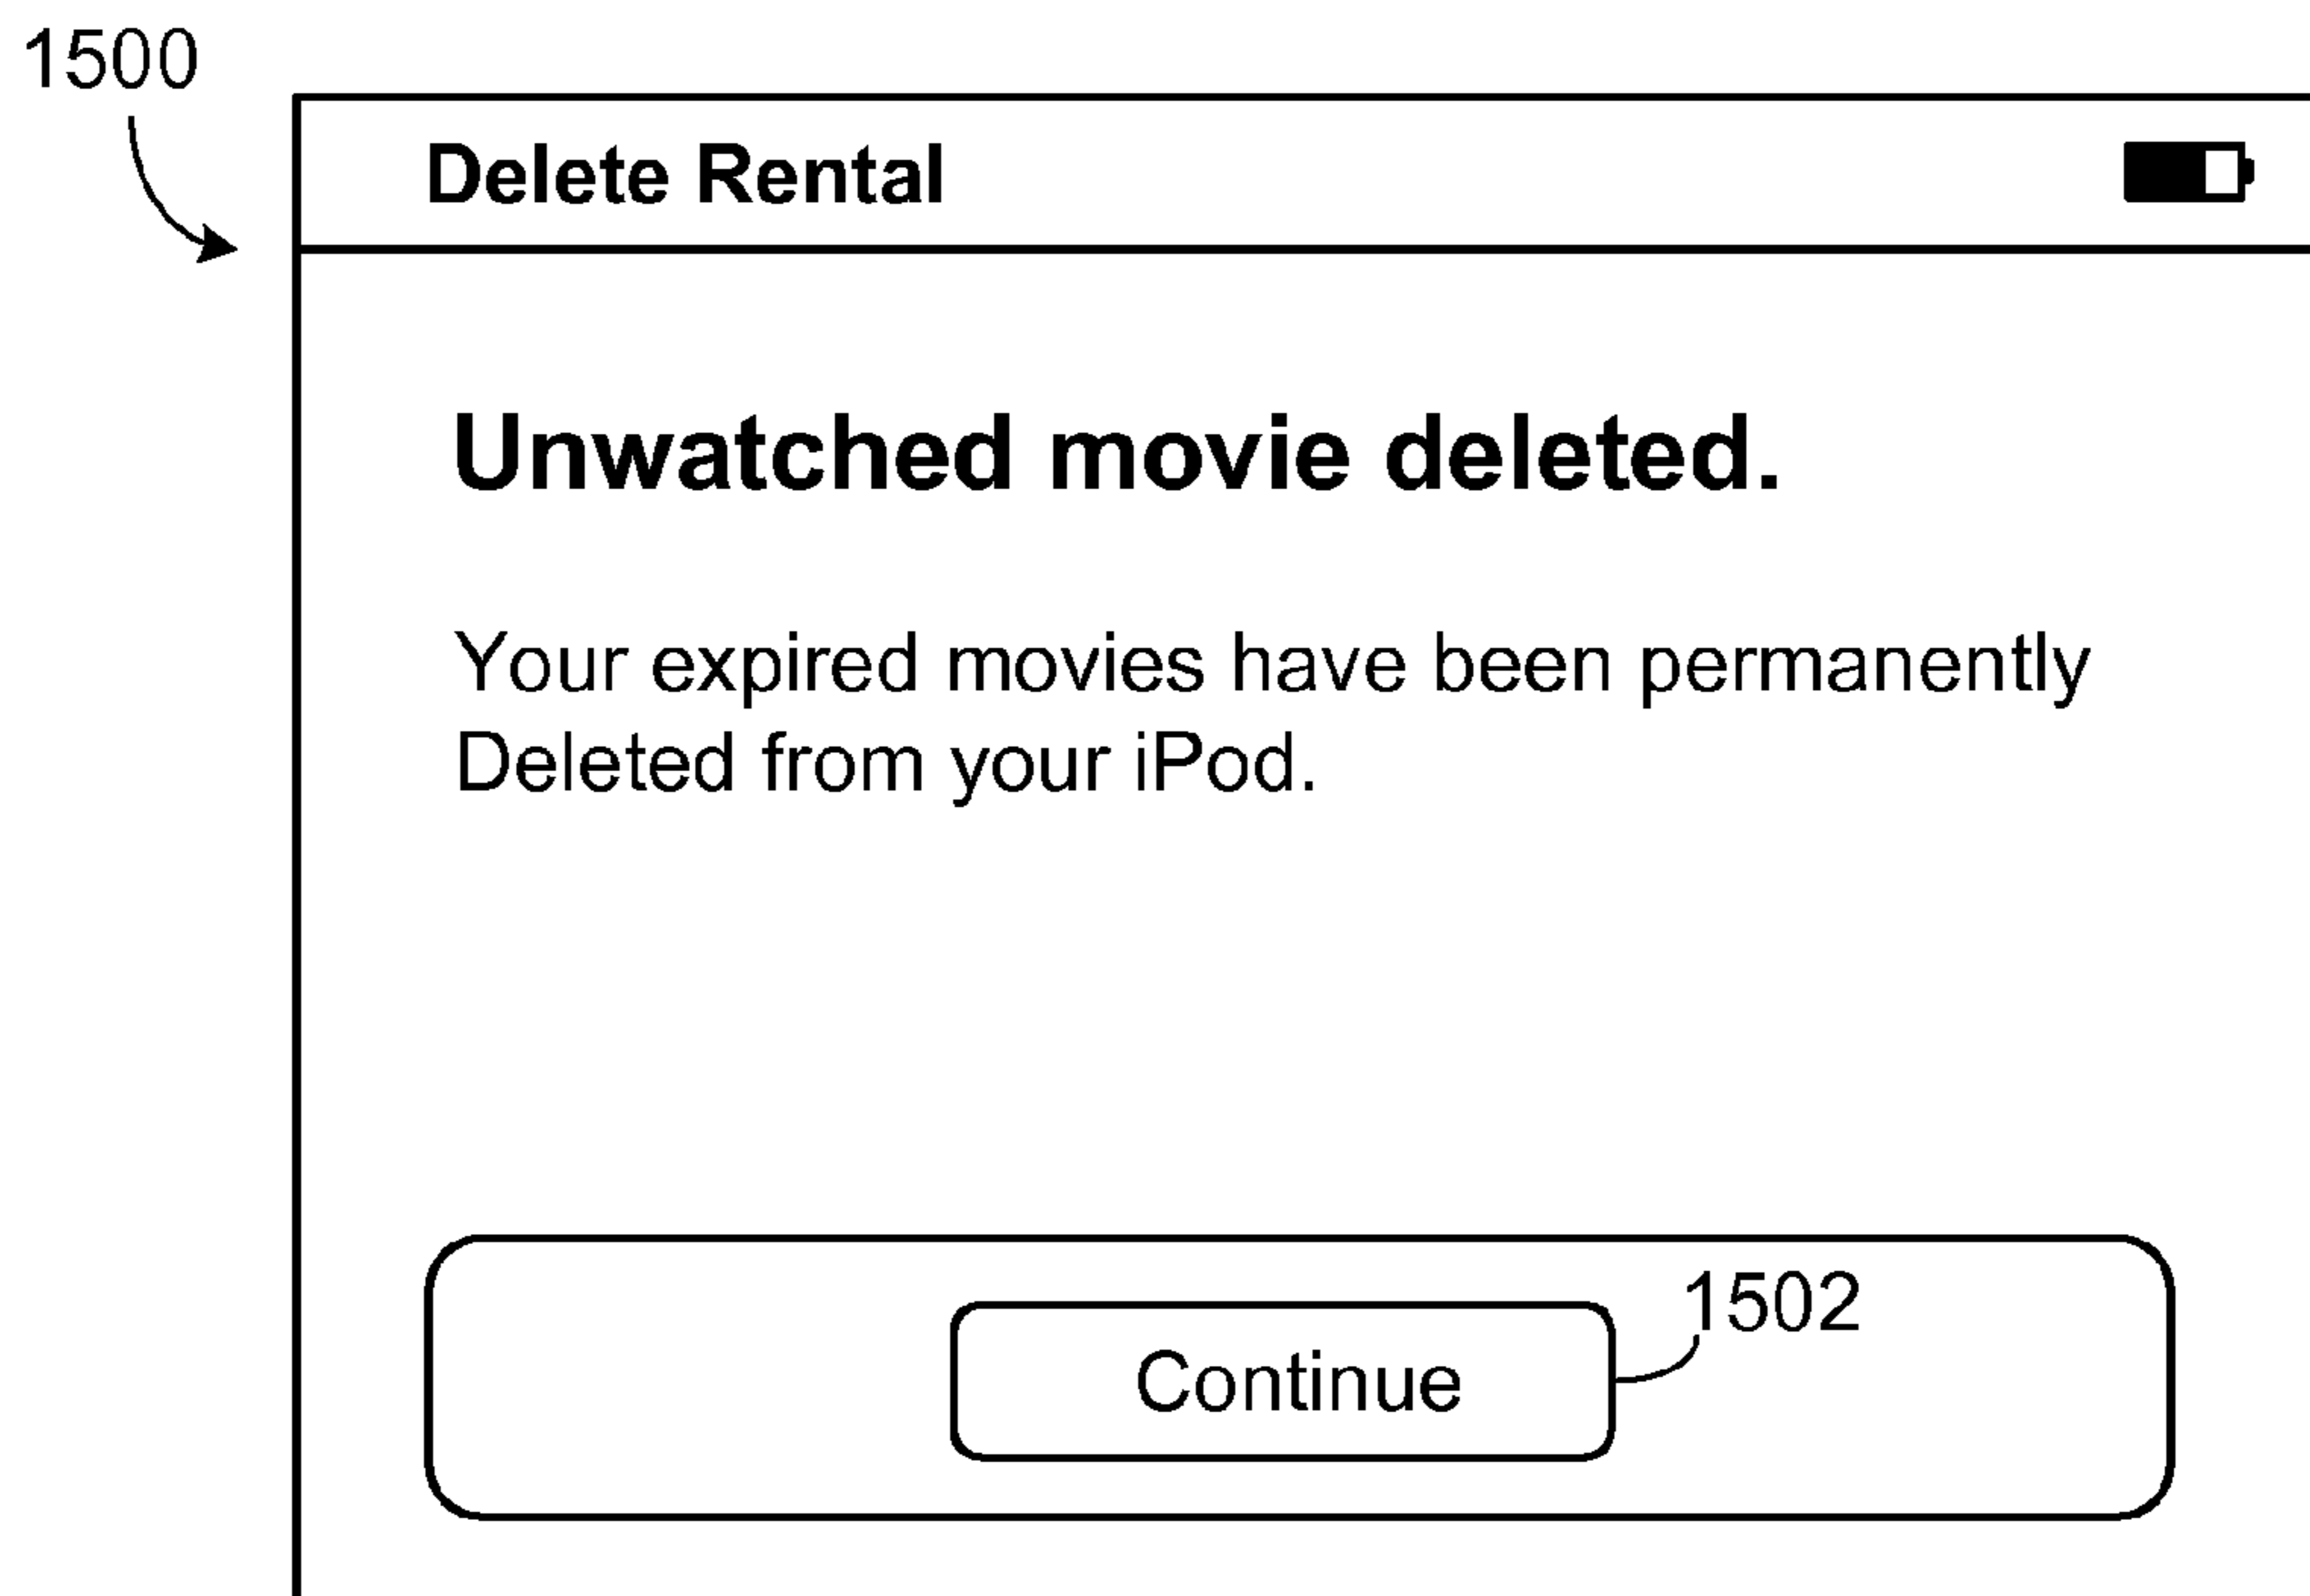 1500
Delete Rental
Unwatched movie deleted.
Your expired movies have been permanently
Deleted from your iPod.
1502
Continue